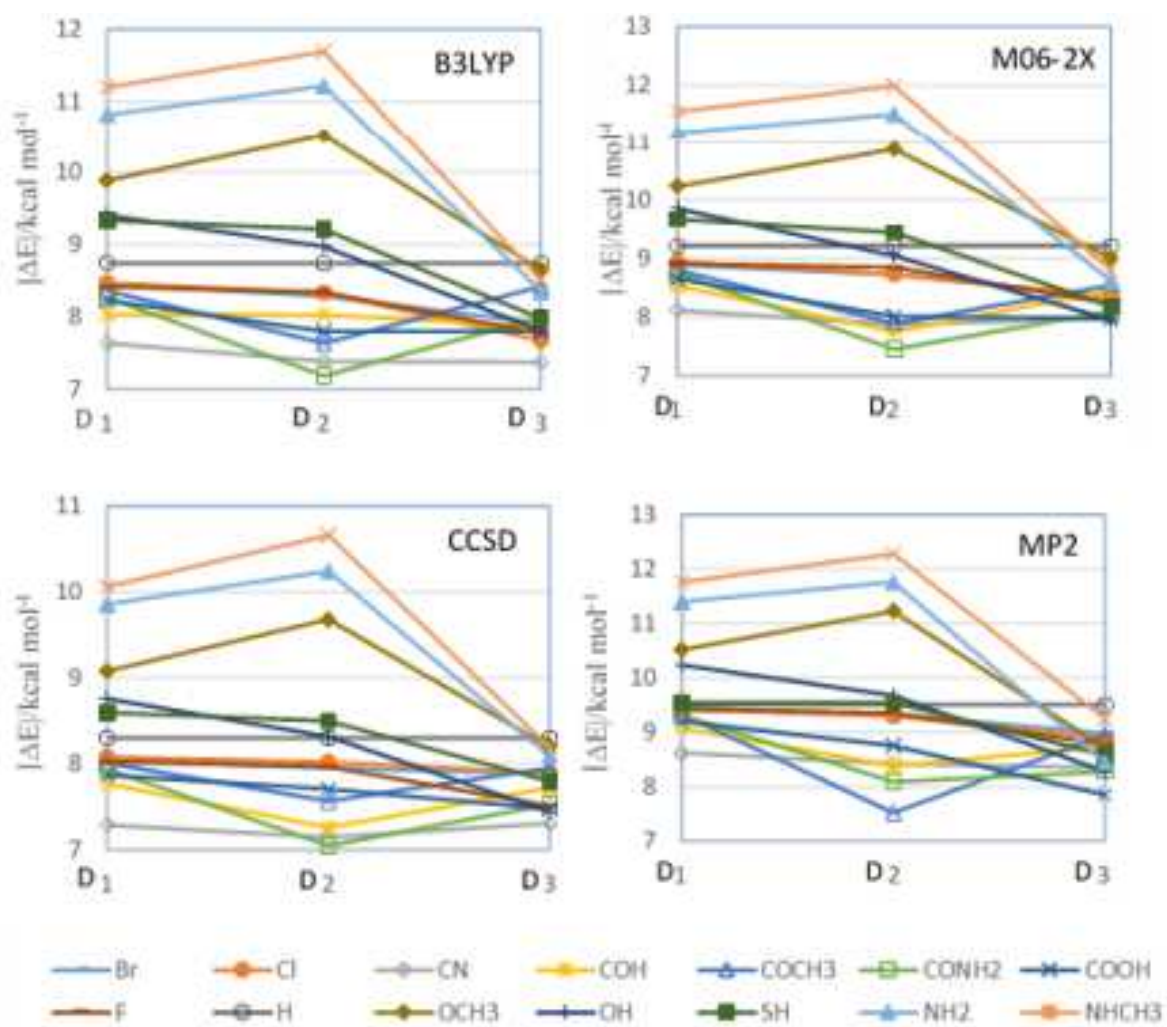 12
B3LYP
11
10
9
8
7
|ΔE|/kcal mol⁻¹
D 1
D 2
D 3
13
M06-2X
12
11
10
9
8
7
|ΔE|/kcal mol⁻¹
D1
D2
D3
11
CCSD
10
9
8
7
|ΔE|/kcal mol⁻¹
D 1
D 2
D 3
13
MP2
12
11
10
9
8
7
|ΔE|/kcal mol⁻¹
D1
D 2
D 3
Br Cl CN COH COCH3 CONH2 COOH
F H OCH3 OH SH NH2 NHCH3